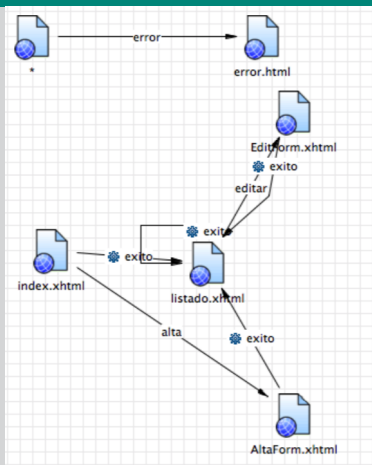 error
*
error.html
EditForm.xhtml
exito
editar
exito
exito
index.xhtml
listado.xhtml
alta
exito
AltaForm.xhtml